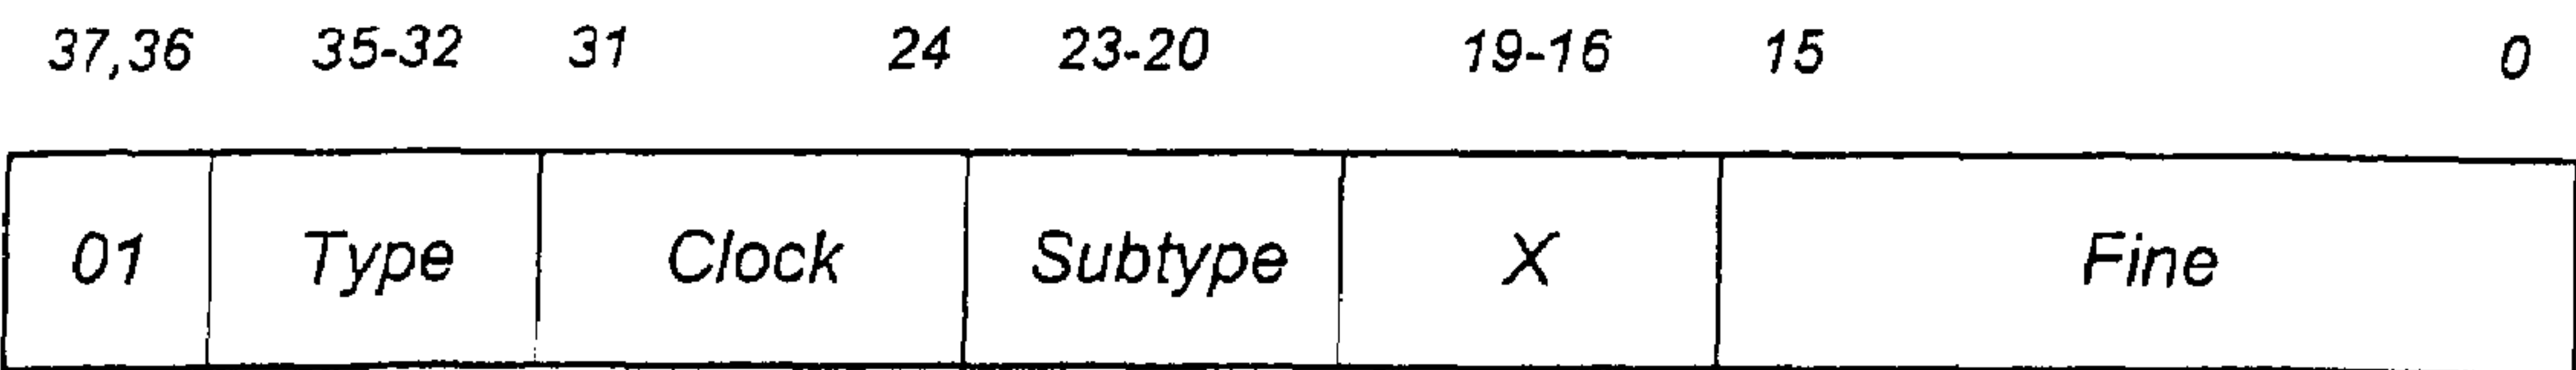 37,36 35-32 31 24 23-20 19-16 15 0
01 Type Clock Subtype X Fine